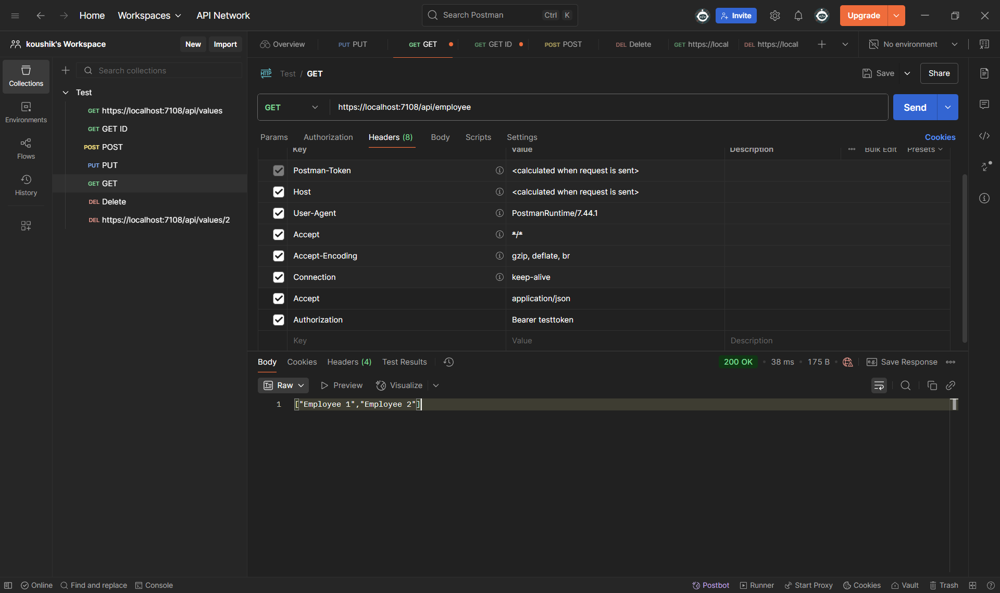 Home Workspaces API Network Search Postman Ctrl K Invite Upgrade
koushik's Workspace New Import Overview PUT PUT GET GET GET GET ID POST POST DEL Delete GET https://local DEL https://local No environment
Collections Search collections
Environments
Flows
History
Test
GET https://localhost:7108/api/values
GET GET ID
POST POST
PUT PUT
GET GET
DEL Delete
DEL https://localhost:7108/api/values/2
HTTP Test / GET Save Share
GET https://localhost:7108/api/employee Send
Params Authorization Headers (8) Body Scripts Settings Cookies
Key Value Description Bulk Edit Presets
Postman-Token <calculated when request is sent>
Host <calculated when request is sent>
User-Agent PostmanRuntime/7.44.1
Accept */*
Accept-Encoding gzip, deflate, br
Connection keep-alive
Accept application/json
Authorization Bearer testtoken
Key Value Description
Body Cookies Headers (4) Test Results 200 OK • 38 ms • 175 B • e.g. Save Response
Raw Preview Visualize
1 ["Employee 1","Employee 2"]
Online Find and replace Console Postbot Runner Start Proxy Cookies Vault Trash